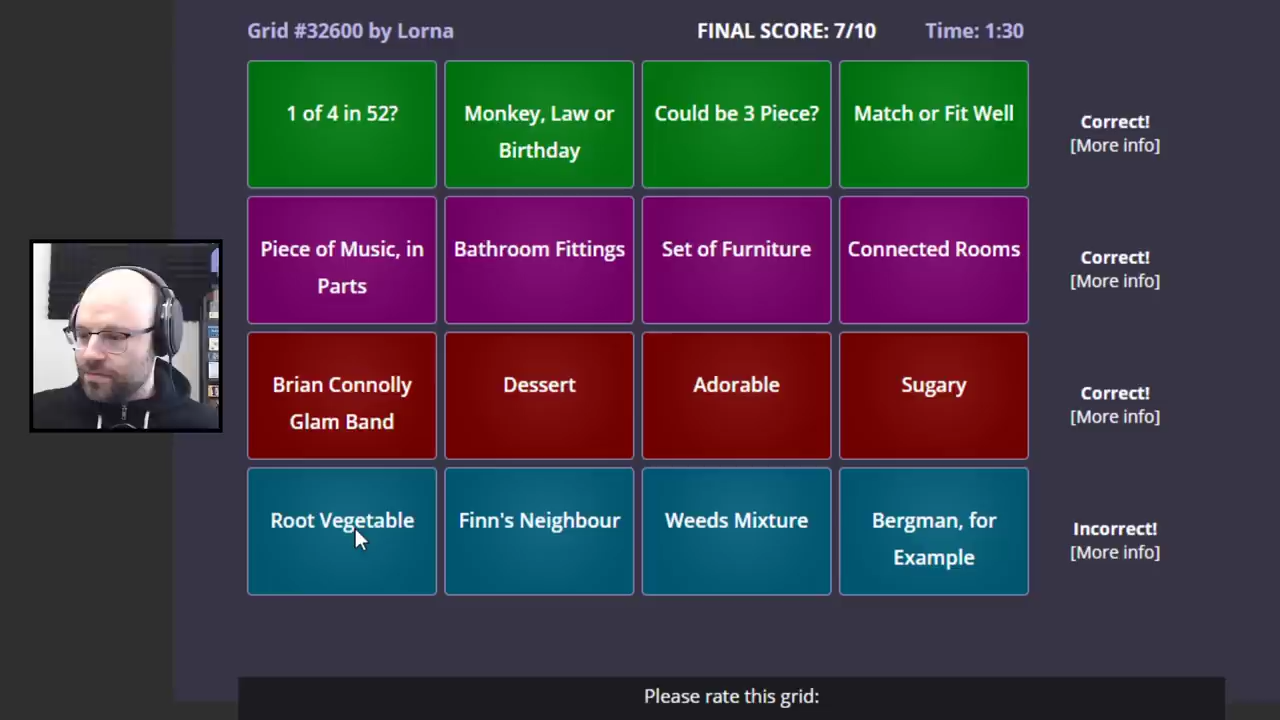 Grid #32600 by Lorna
FINAL SCORE: 7/10
Time: 1:30
1 of 4 in 52?
Monkey, Law or
Birthday
Could be 3 Piece?
Match or Fit Well
Correct!
[More info]
Piece of Music, in
Parts
Bathroom Fittings
Set of Furniture
Connected Rooms
Correct!
[More info]
Brian Connolly
Glam Band
Dessert
Adorable
Sugary
Correct!
[More info]
Root Vegetable
Finn's Neighbour
Weeds Mixture
Bergman, for
Example
Incorrect!
[More info]
Please rate this grid: